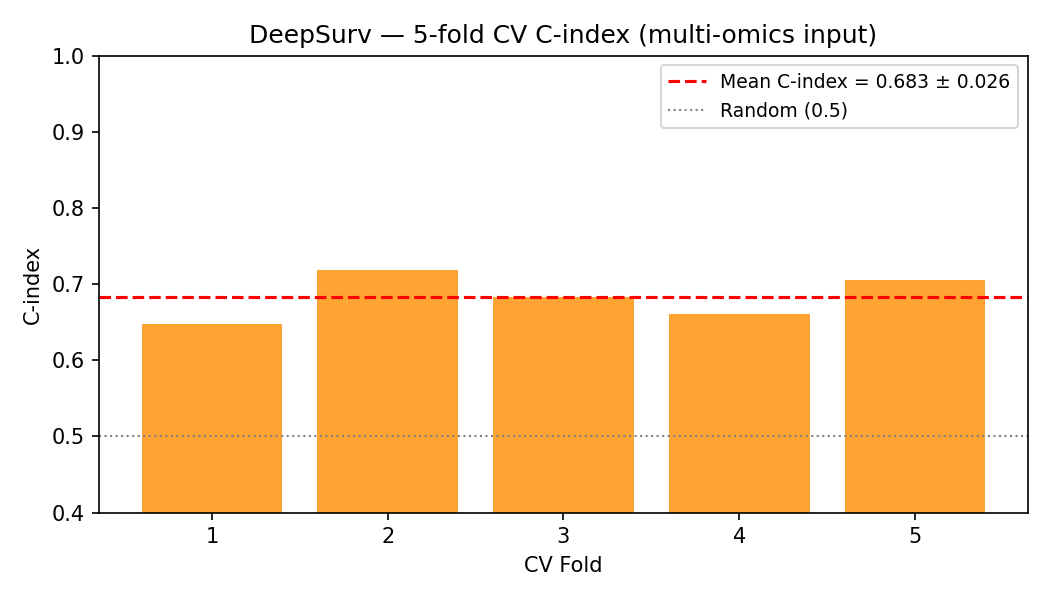 DeepSurv — 5-fold CV C-index (multi-omics input)
Mean C-index = 0.683 ± 0.026
Random (0.5)
C-index
1.0
0.9
0.8
0.7
0.6
0.5
0.4
1 2 3 4 5
CV Fold